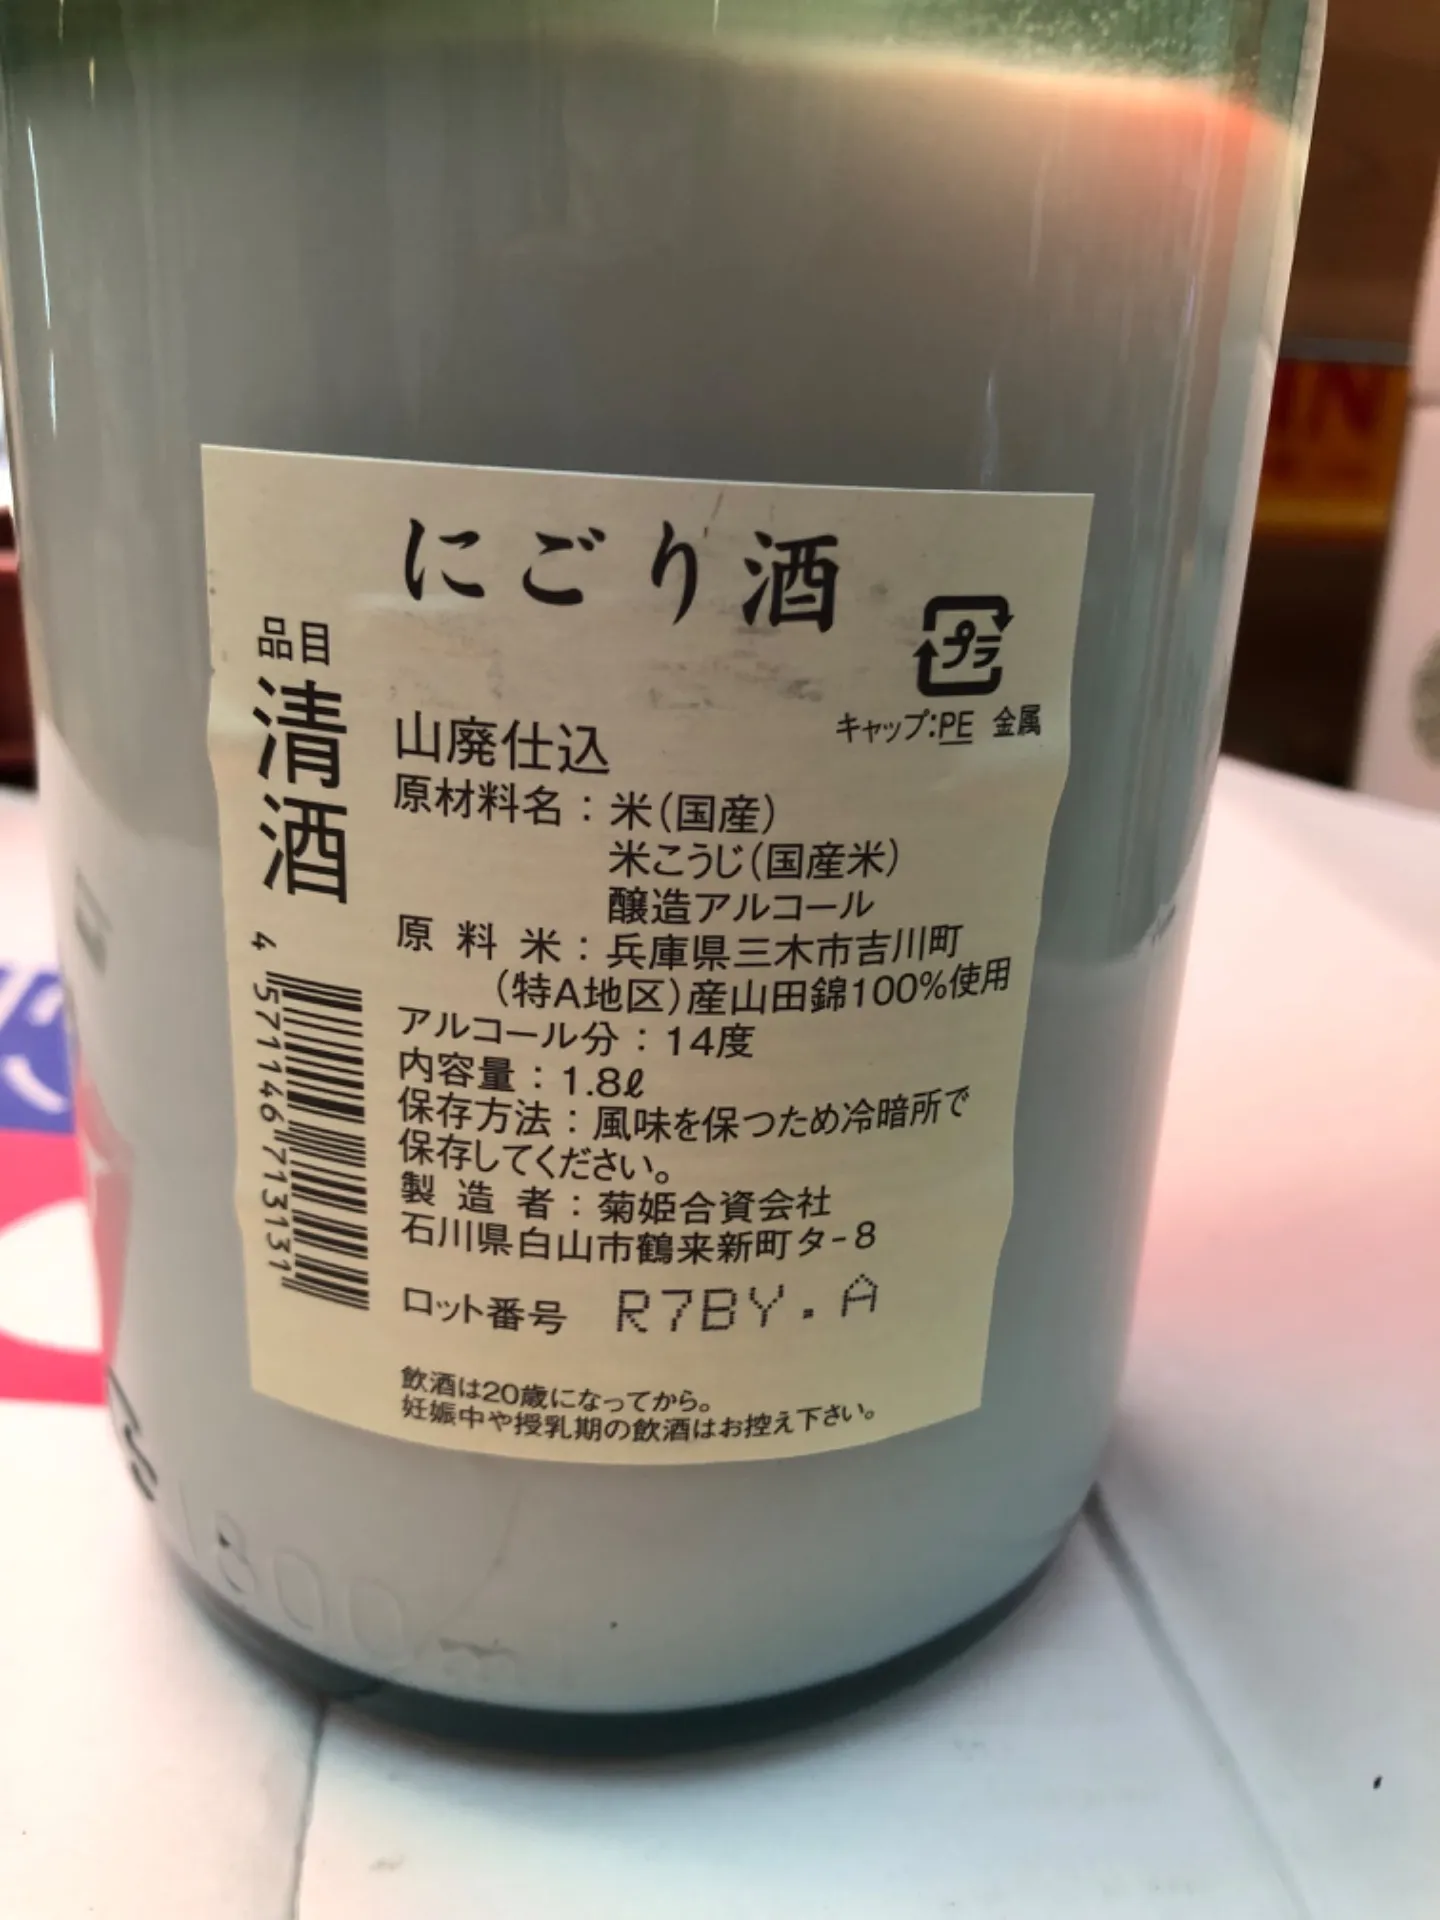 にごり酒
プラ
キャップ:PE 金属
品目
清酒
山廃仕込
原材料名：米(国産)
米こうじ(国産米)
醸造アルコール
原料米：兵庫県三木市吉川町
(特A地区)産山田錦100%使用
アルコール分：14度
内容量：1.8ℓ
保存方法：風味を保つため冷暗所で
保存してください。
製造者：菊姫合資会社
石川県白山市鶴来新町タ-8
ロット番号 R7BY.A
飲酒は20歳になってから。
妊娠中や授乳期の飲酒はお控え下さい。
4 571146 713131
1800ml